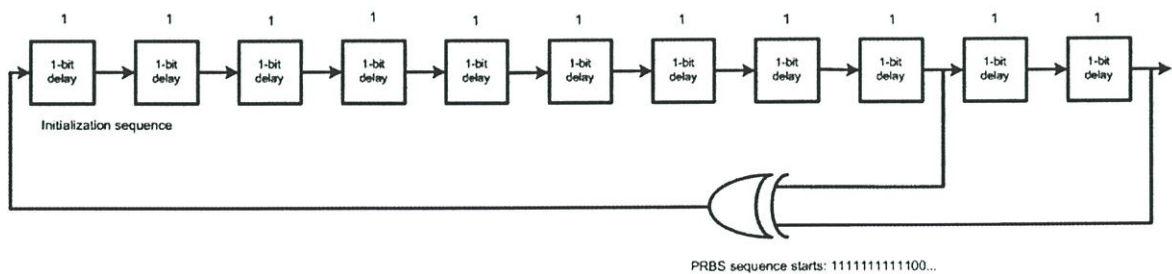 1 1 1 1 1 1 1 1 1 1 1
1-bit delay 1-bit delay 1-bit delay 1-bit delay 1-bit delay 1-bit delay 1-bit delay 1-bit delay 1-bit delay 1-bit delay 1-bit delay
Initialization sequence
PRBS sequence starts: 1111111111100...